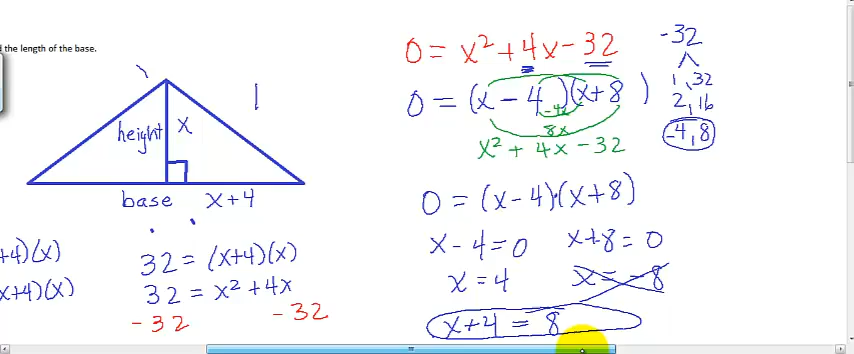 d the length of the base.
height x
base x+4
+4)(x)
x+4)(x)
32 = (x+4)(x)
32 = x² + 4x
-32 -32
0 = x² + 4x - 32
0 = (x - 4)(x+8)
-4x
8x
x² + 4x - 32
-32
1, 32
2, 16
-4, 8
0 = (x-4)·(x+8)
x - 4 = 0 x+8 = 0
x = 4 x = -8
x+4 = 8